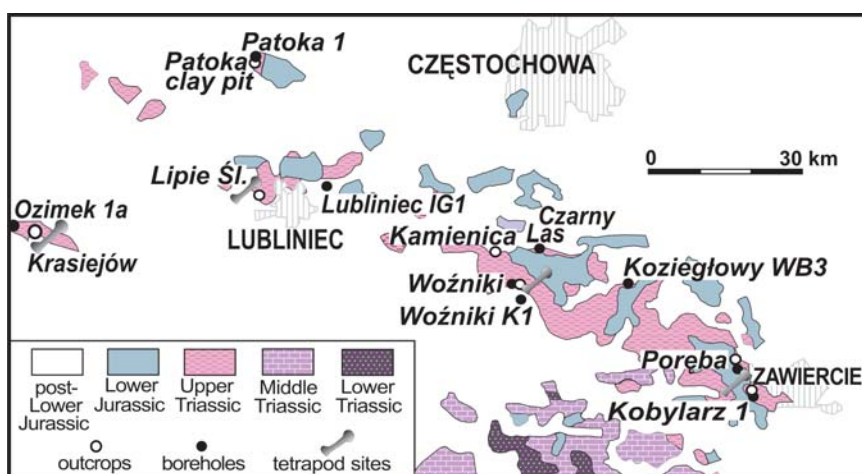 Patoka 1
Patoka
clay pit
CZĘSTOCHOWA
0 30 km
Lipie Śl.
Lubliniec IG1
LUBLINIEC
Ozimek 1a
Krasiejów
Czarny
Las
Kamienica
Woźniki
Woźniki K1
Koziegłowy WB3
Poręba
ZAWIERCIE
Kobylarz 1
post-
Lower
Jurassic
Lower
Jurassic
Upper
Triassic
Middle
Triassic
Lower
Triassic
outcrops
boreholes
tetrapod sites